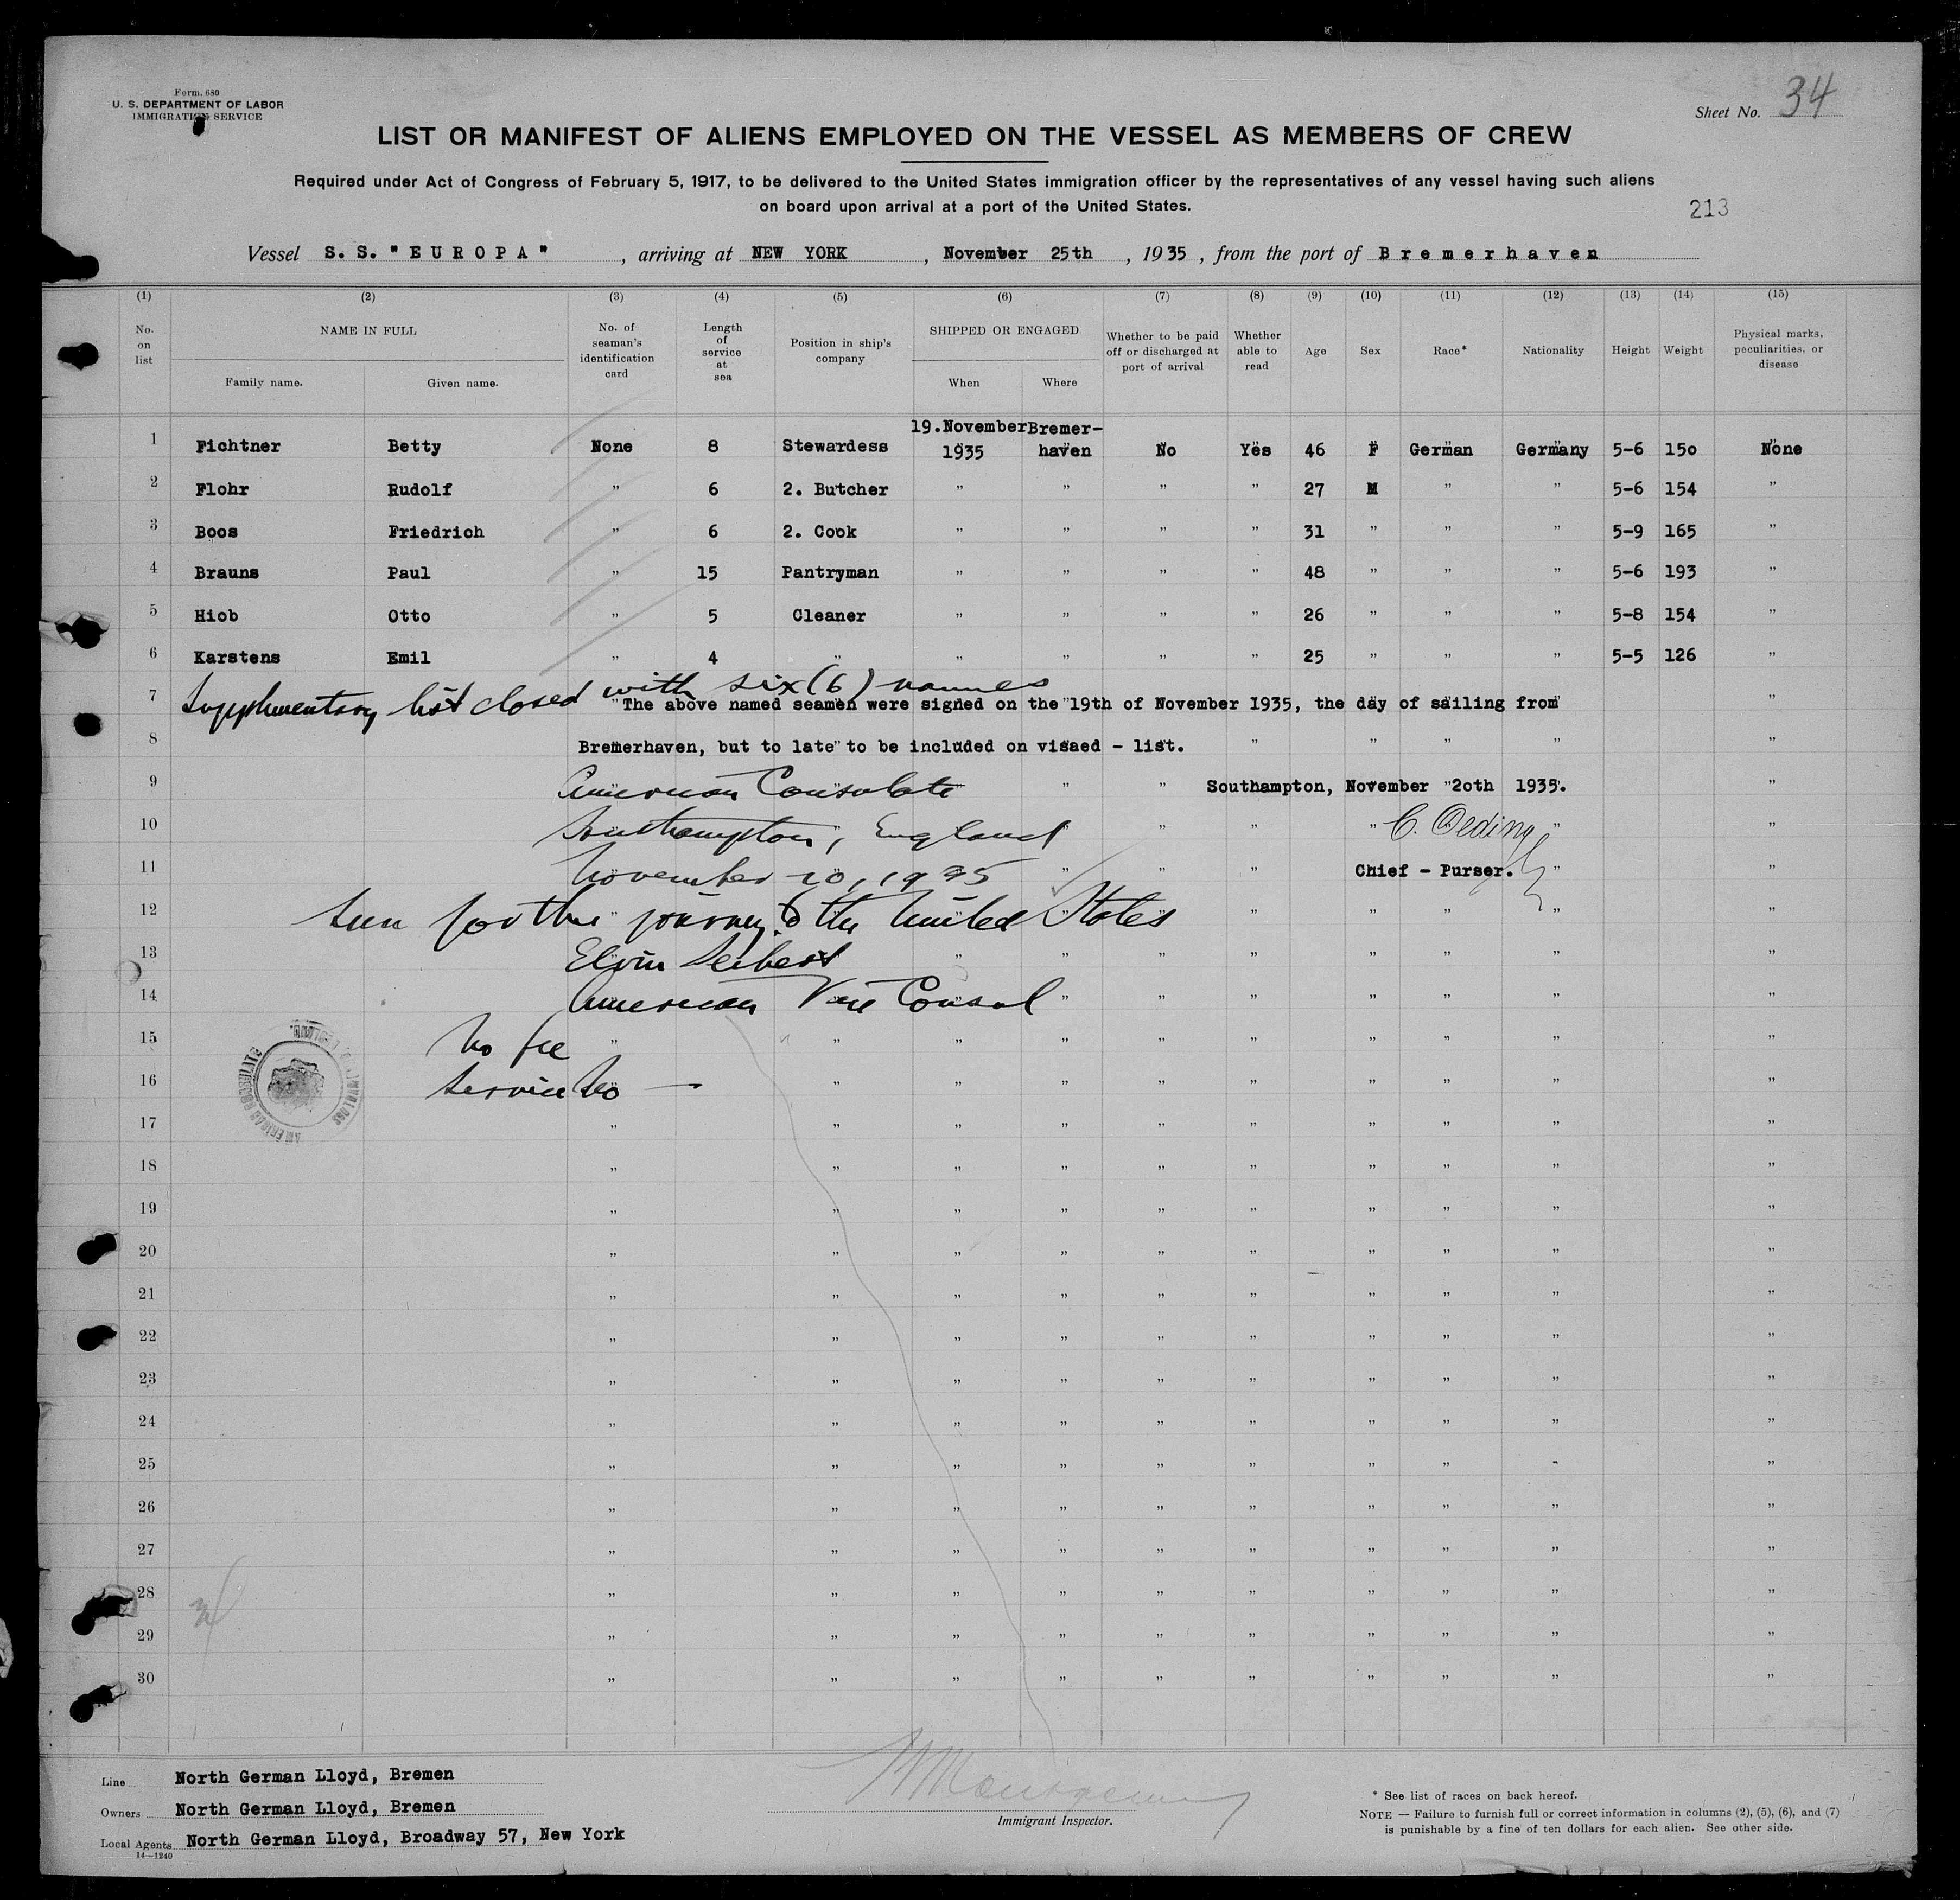 Form. 680
U. S. DEPARTMENT OF LABOR
IMMIGRATION SERVICE
Sheet No. 34
LIST OR MANIFEST OF ALIENS EMPLOYED ON THE VESSEL AS MEMBERS OF CREW
Required under Act of Congress of February 5, 1917, to be delivered to the United States immigration officer by the representatives of any vessel having such aliens
on board upon arrival at a port of the United States.
213
Vessel S. S. "EUROPA", arriving at NEW YORK, November 25th, 1935, from the port of Bremerhaven
(1) (2) (3) (4) (5) (6) (7) (8) (9) (10) (11) (12) (13) (14) (15)
No. on list NAME IN FULL Family name. Given name. No. of seaman's identification card Length of service at sea Position in ship's company SHIPPED OR ENGAGED When Where Whether to be paid off or discharged at port of arrival Whether able to read Age Sex Race* Nationality Height Weight Physical marks, peculiarities, or disease
1 Fichtner Betty None 8 Stewardess 19.November 1935 Bremer-haven No Yes 46 F German Germany 5-6 15o None
2 Flohr Rudolf " 6 2. Butcher " " " " 27 M " " 5-6 154 "
3 Boos Friedrich " 6 2. Cook " " " " 31 " " " 5-9 165 "
4 Brauns Paul " 15 Pantryman " " " " 48 " " " 5-6 193 "
5 Hiob Otto " 5 Cleaner " " " " 26 " " " 5-8 154 "
6 Karstens Emil " 4 " " " " " 25 " " " 5-5 126 "
7 Supplementary list closed with six (6) names
"The above named seamen were signed on the 19th of November 1935, the day of sailing from "
8 Bremerhaven, but to late to be included on visaed - list. " " " " "
9 American Consulate " " Southampton, November 2oth 1935. "
10 Southampton, England " " " C. Oeding " "
11 November 20, 1935 " " " Chief - Purser. " "
12 Seen for the journey to the United States " " " " "
13 Elvin Seibert " " " " " " " "
14 American Vice Consul " " " " " " "
15 No fee " " " " " " " " " "
16 Service No — " " " " " " " " "
17 " " " " " " " " " "
18 " " " " " " " " " "
19 " " " " " " " " " "
20 " " " " " " " " " "
21 " " " " " " " " " "
22 " " " " " " " " " "
23 " " " " " " " " " "
24 " " " " " " " " " "
25 " " " " " " " " " "
26 " " " " " " " " " "
27 " " " " " " " " " "
28 " " " " " " " " " "
29 " " " " " " " " " "
30 " " " " " " " " " "
AMERICAN CONSULATE
Line North German Lloyd, Bremen
Owners North German Lloyd, Bremen
Local Agents North German Lloyd, Broadway 57, New York
14—1240
Montgomery
Immigrant Inspector.
* See list of races on back hereof.
NOTE — Failure to furnish full or correct information in columns (2), (5), (6), and (7)
is punishable by a fine of ten dollars for each alien. See other side.